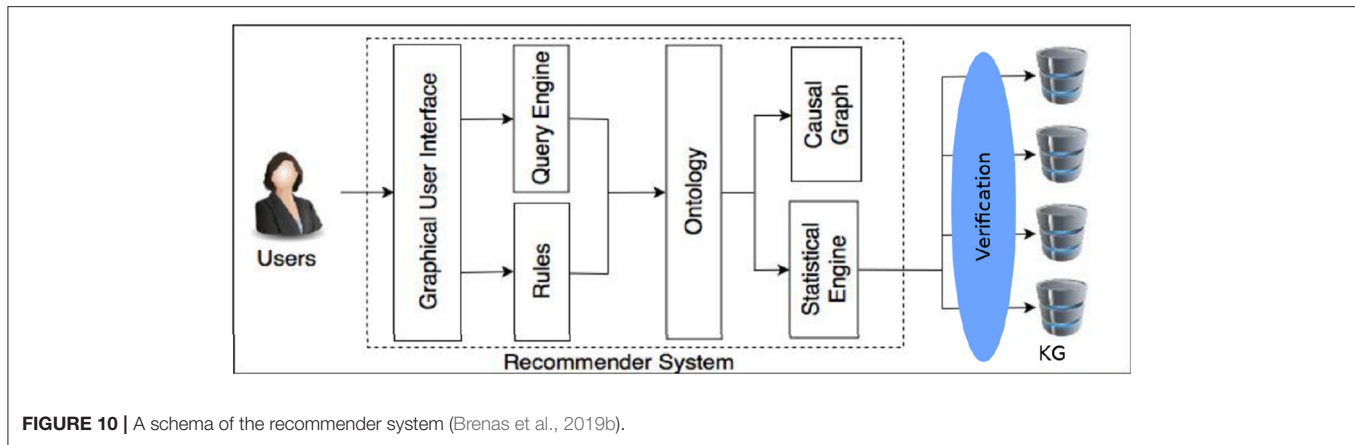 Users
Graphical User Interface
Query Engine
Rules
Ontology
Causal
Graph
Statistical
Engine
Verification
KG
Recommender System
FIGURE 10 | A schema of the recommender system (Brenas et al., 2019b).